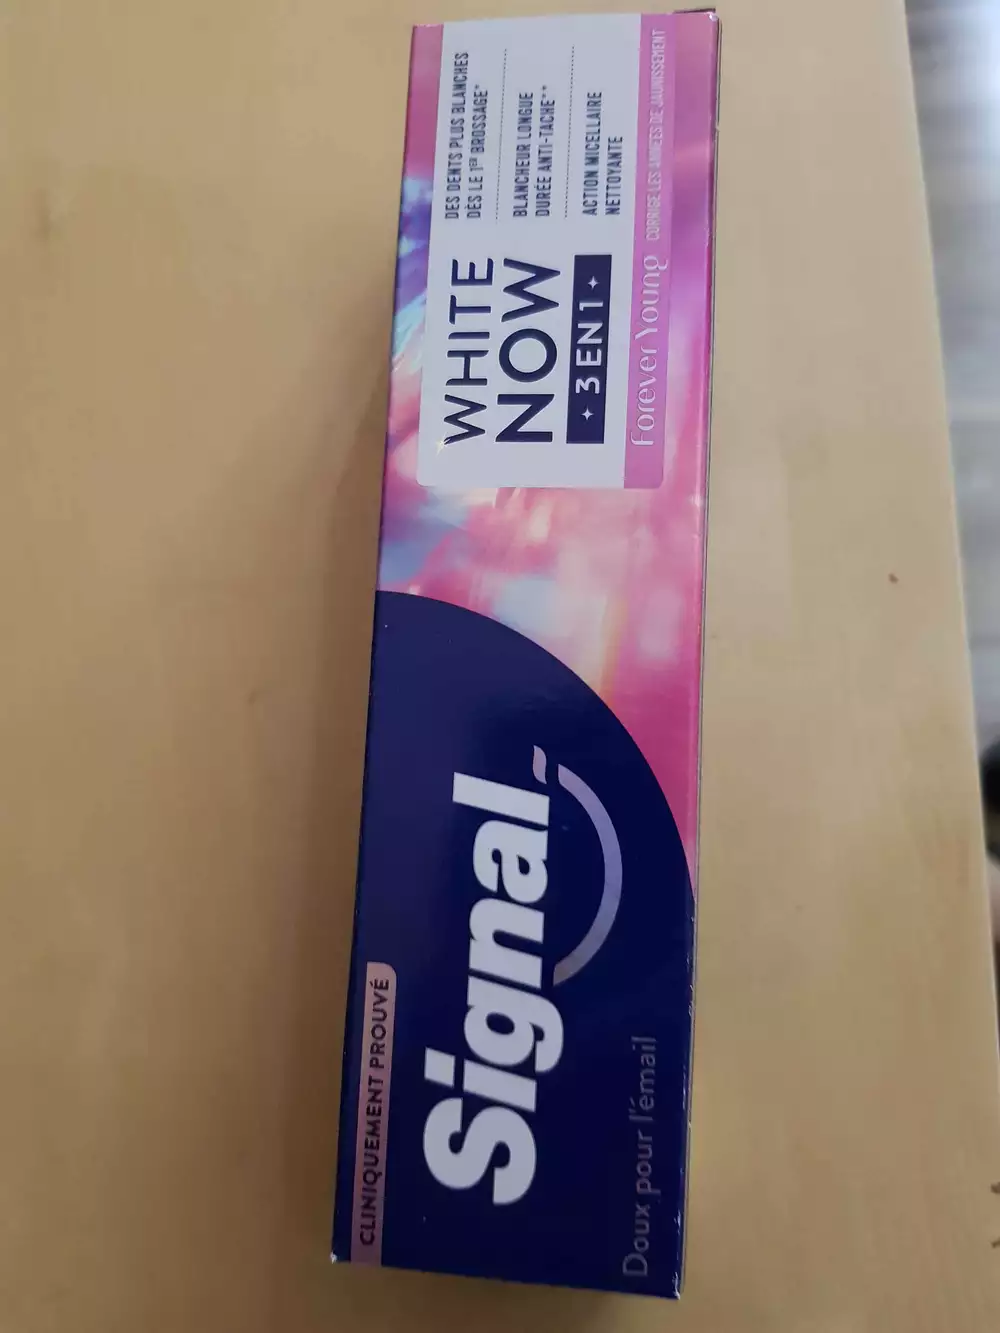 CLINIQUEMENT PROUVÉ
Signal
Doux pour l'émail
WHITE
NOW
3 EN 1
Forever Young CORRIGE LES ANNÉES DE JAUNISSEMENT
DES DENTS PLUS BLANCHES
DÈS LE 1ER BROSSAGE*
BLANCHEUR LONGUE
DURÉE ANTI-TACHE**
ACTION MICELLAIRE
NETTOYANTE